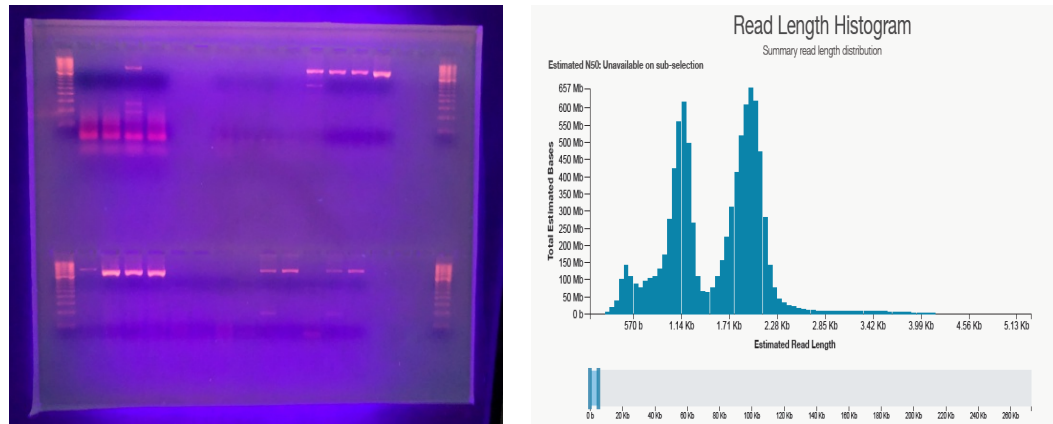 Read Length Histogram
Summary read length distribution
Estimated N50: Unavailable on sub-selection
Total Estimated Bases
657 Mb
600 Mb
550 Mb
500 Mb
450 Mb
400 Mb
350 Mb
300 Mb
250 Mb
200 Mb
150 Mb
100 Mb
50 Mb
0 b
570 b 1.14 Kb 1.71 Kb 2.28 Kb 2.85 Kb 3.42 Kb 3.99 Kb 4.56 Kb 5.13 Kb
Estimated Read Length
0 b 20 Kb 40 Kb 60 Kb 80 Kb 100 Kb 120 Kb 140 Kb 160 Kb 180 Kb 200 Kb 220 Kb 240 Kb 260 Kb